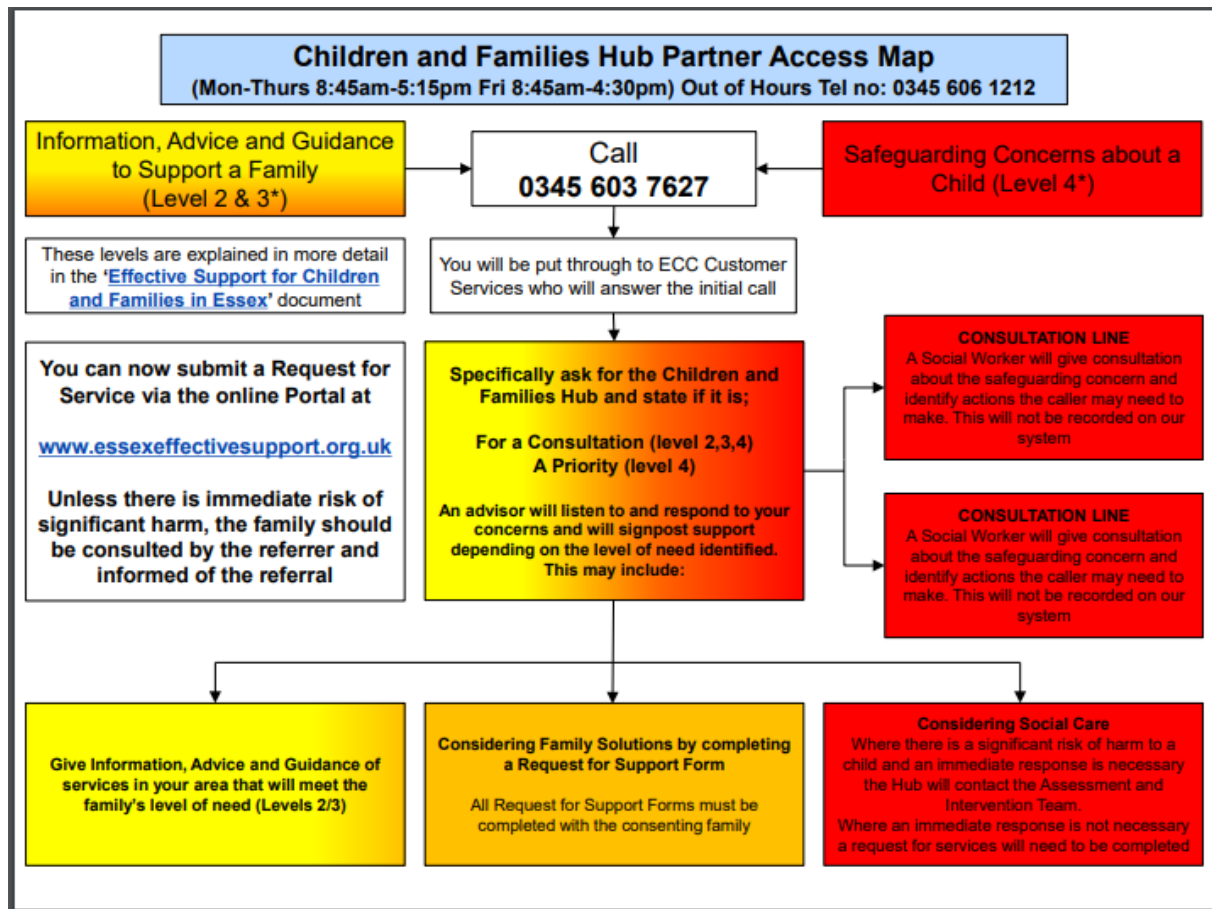 Children and Families Hub Partner Access Map
(Mon-Thurs 8:45am-5:15pm Fri 8:45am-4:30pm) Out of Hours Tel no: 0345 606 1212
Information, Advice and Guidance
to Support a Family
(Level 2 & 3*)
Call
0345 603 7627
Safeguarding Concerns about a
Child (Level 4*)
These levels are explained in more detail
in the ‘Effective Support for Children
and Families in Essex’ document
You will be put through to ECC Customer
Services who will answer the initial call
You can now submit a Request for
Service via the online Portal at
www.essexeffectivesupport.org.uk
Unless there is immediate risk of
significant harm, the family should
be consulted by the referrer and
informed of the referral
Specifically ask for the Children and
Families Hub and state if it is;
For a Consultation (level 2,3,4)
A Priority (level 4)
An advisor will listen to and respond to your
concerns and will signpost support
depending on the level of need identified.
This may include:
CONSULTATION LINE
A Social Worker will give consultation
about the safeguarding concern and
identify actions the caller may need to
make. This will not be recorded on our
system
CONSULTATION LINE
A Social Worker will give consultation
about the safeguarding concern and
identify actions the caller may need to
make. This will not be recorded on our
system
Give Information, Advice and Guidance of
services in your area that will meet the
family's level of need (Levels 2/3)
Considering Family Solutions by completing
a Request for Support Form
All Request for Support Forms must be
completed with the consenting family
Considering Social Care
Where there is a significant risk of harm to a
child and an immediate response is necessary
the Hub will contact the Assessment and
Intervention Team.
Where an immediate response is not necessary
a request for services will need to be completed